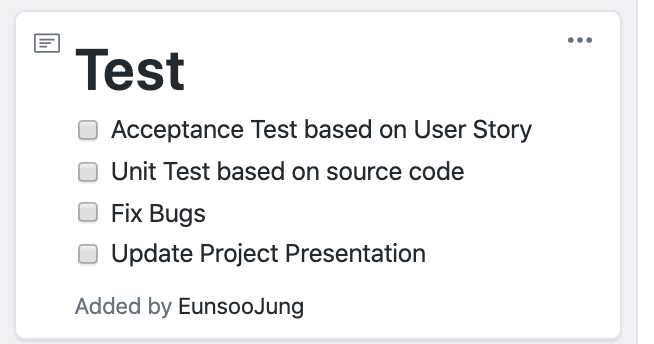 Test
Acceptance Test based on User Story
Unit Test based on source code
Fix Bugs
Update Project Presentation
Added by EunsooJung